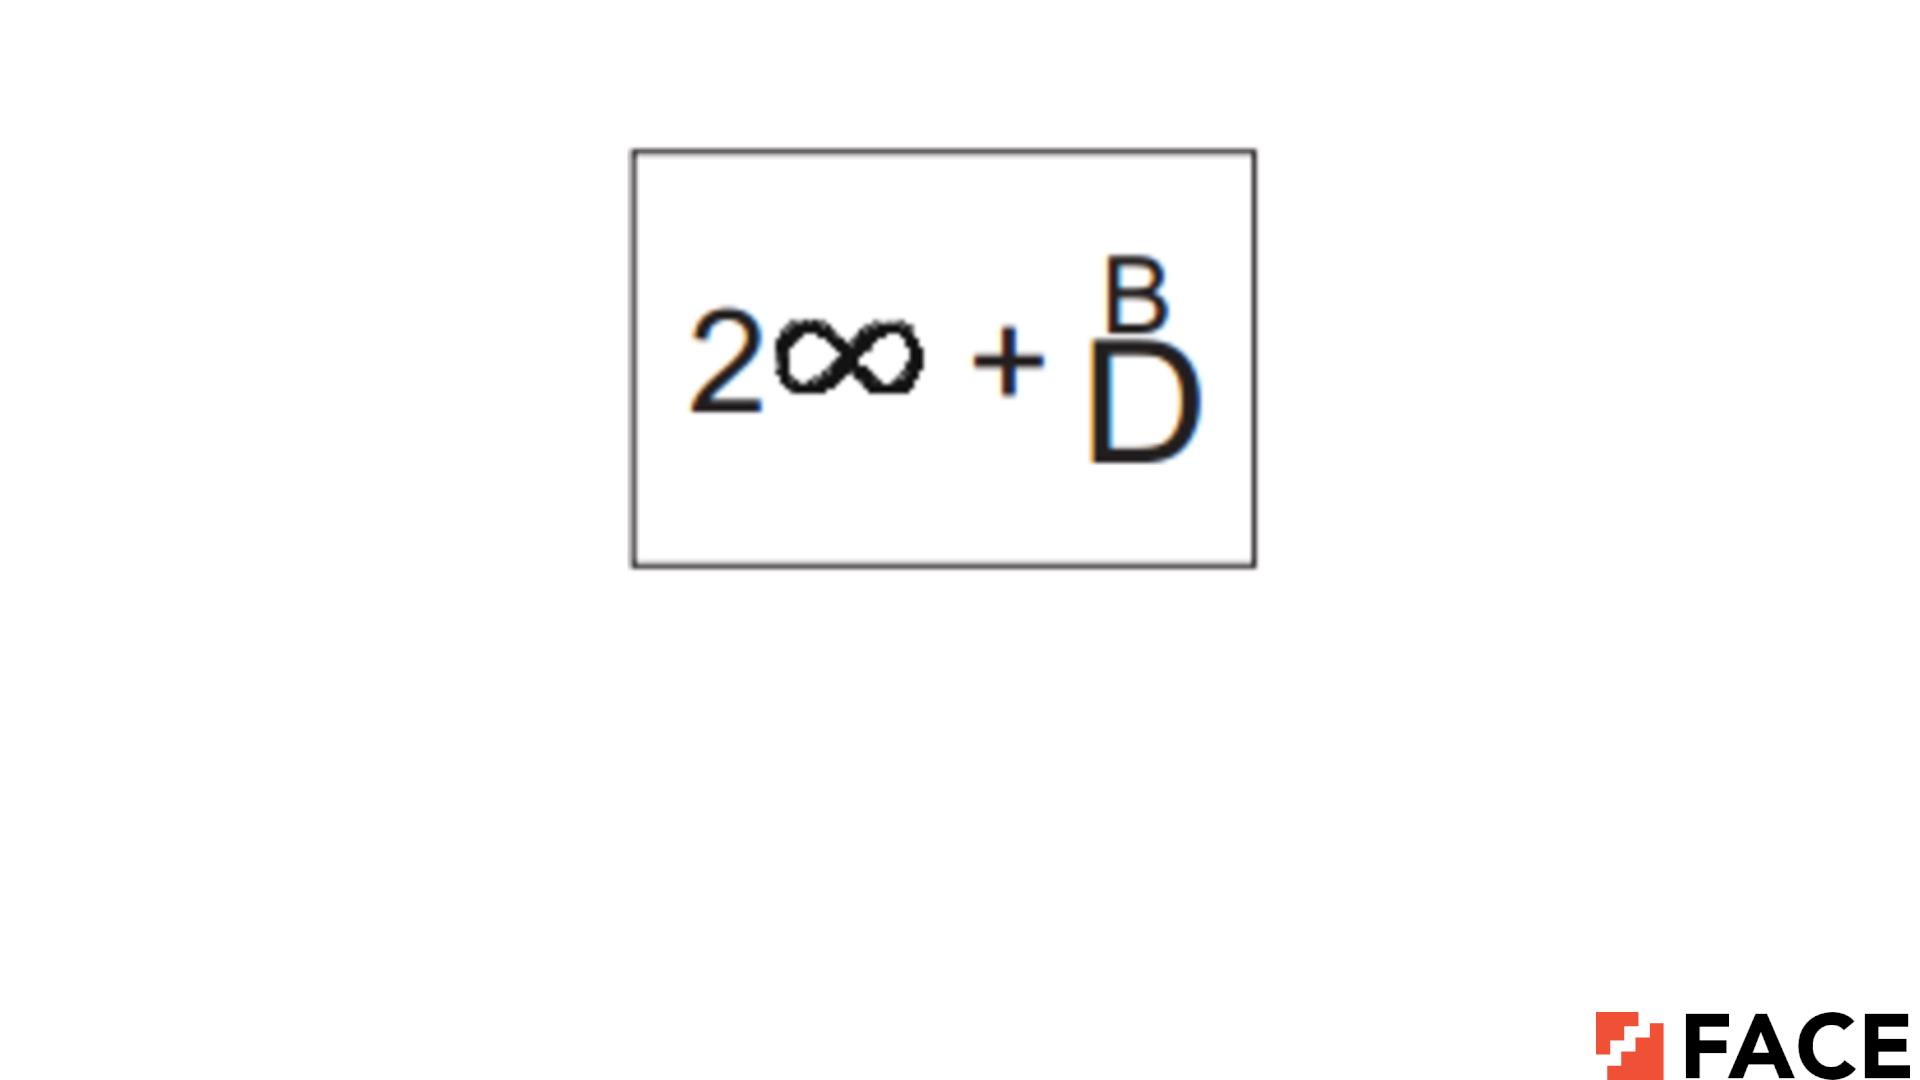 B
2∞ + D
FACE